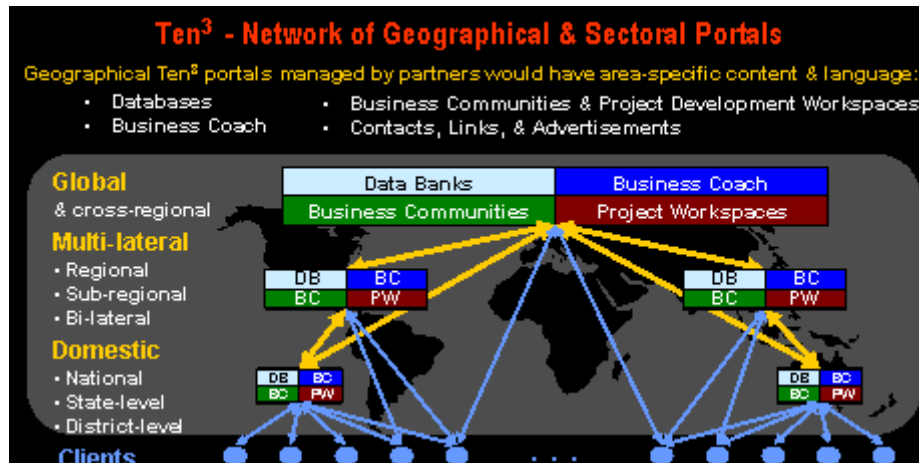 Ten³ - Network of Geographical & Sectoral Portals
Geographical Ten³ portals managed by partners would have area-specific content & language:
• Databases
• Business Coach
• Business Communities & Project Development Workspaces
• Contacts, Links, & Advertisements
Global
& cross-regional
Data Banks
Business Coach
Business Communities
Project Workspaces
Multi-lateral
• Regional
• Sub-regional
• Bi-lateral
DB BC
BC PW
DB BC
BC PW
Domestic
• National
• State-level
• District-level
DB BC
BC PW
DB BC
BC PW
Clients
. . .